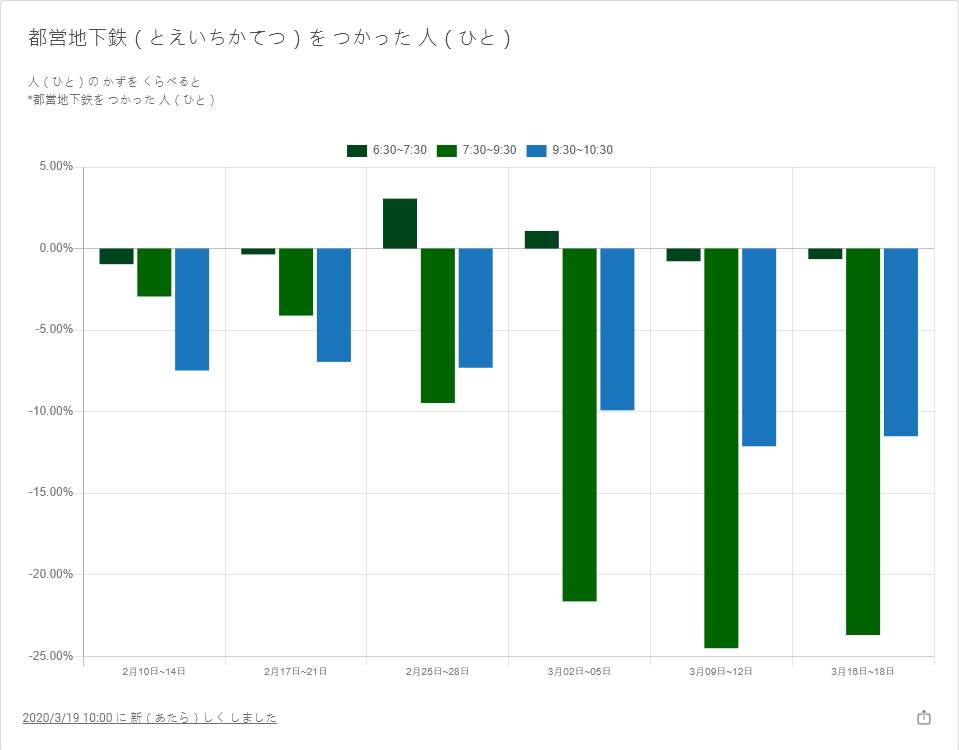 都営地下鉄 ( とえいちかてつ ) を つかった 人 ( ひと )
人 ( ひと ) の かずを くらべると
*都営地下鉄を つかった 人 ( ひと )
6:30~7:30 7:30~9:30 9:30~10:30
5.00%
0.00%
-5.00%
-10.00%
-15.00%
-20.00%
-25.00%
2月10日~14日 2月17日~21日 2月25日~28日 3月02日~05日 3月09日~12日 3月16日~18日
2020/3/19 10:00 に 新 ( あたら ) しく しました